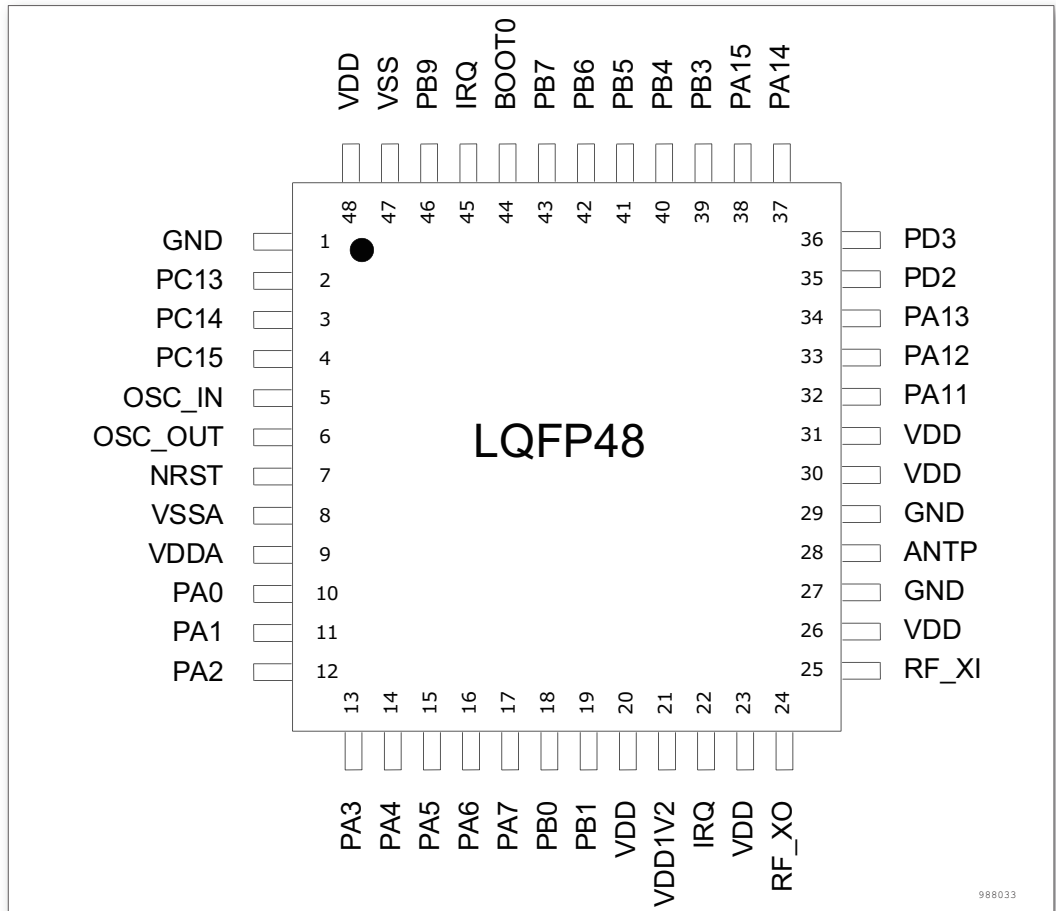 VDD
VSS
PB9
IRQ
BOOT0
PB7
PB6
PB5
PB4
PB3
PA15
PA14
48
47
46
45
44
43
42
41
40
39
38
37
GND 1
PC13 2
PC14 3
PC15 4
OSC_IN 5
OSC_OUT 6
NRST 7
VSSA 8
VDDA 9
PA0 10
PA1 11
PA2 12
LQFP48
36 PD3
35 PD2
34 PA13
33 PA12
32 PA11
31 VDD
30 VDD
29 GND
28 ANTP
27 GND
26 VDD
25 RF_XI
13
14
15
16
17
18
19
20
21
22
23
24
PA3
PA4
PA5
PA6
PA7
PB0
PB1
VDD
VDD1V2
IRQ
VDD
RF_XO
988033